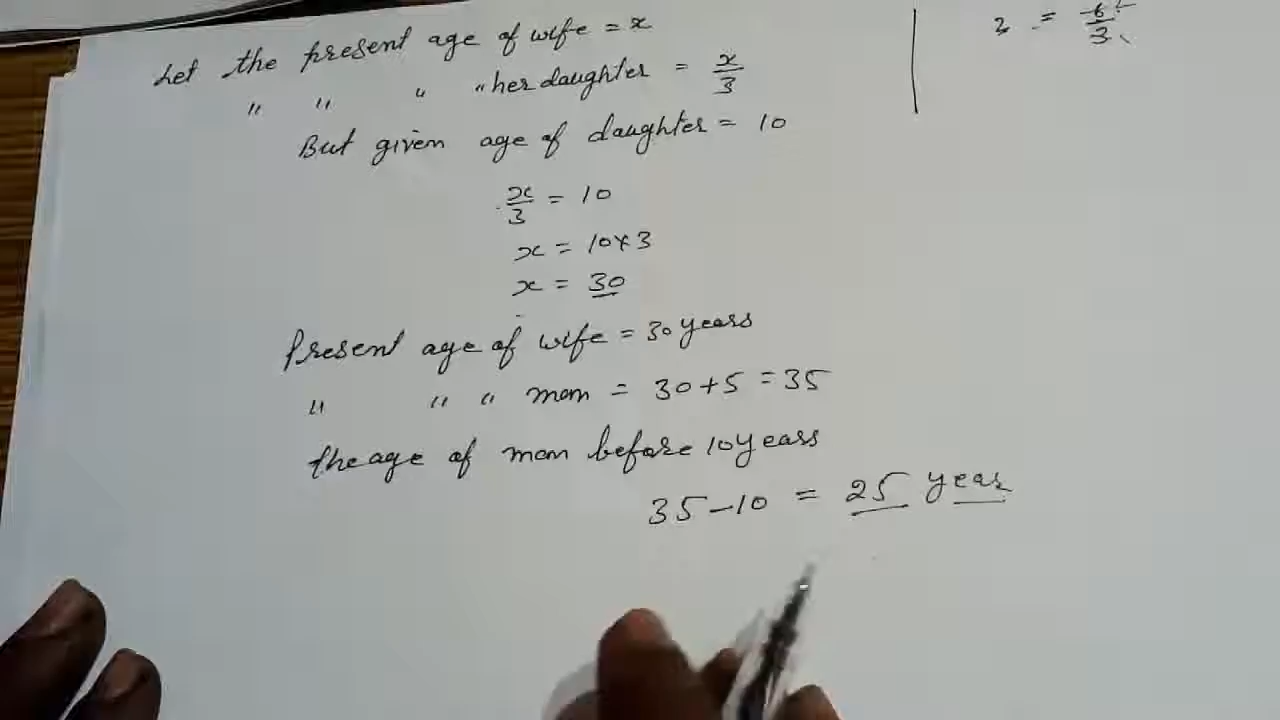 Let the present age of wife = x
" " " " her daughter = x/3
But given age of daughter = 10
x/3 = 10
x = 10×3
x = 30
Present age of wife = 30 years
" " " man = 30+5 = 35
the age of man before 10 years
35-10 = 25 year